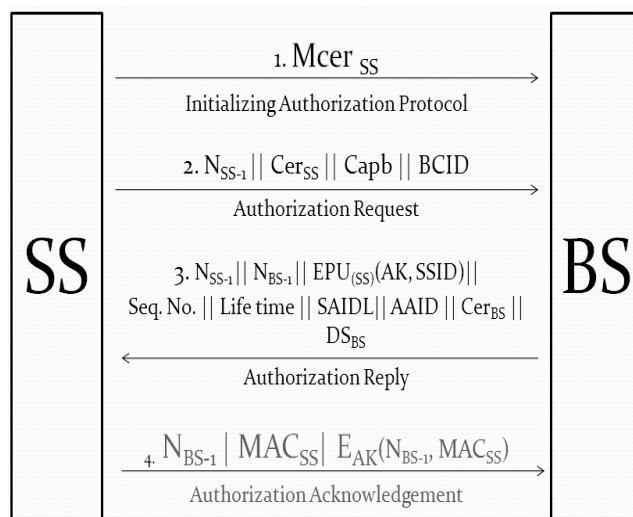 SS
BS
1. Mcer SS
Initializing Authorization Protocol
2. NSS-1 || CerSS || Capb || BCID
Authorization Request
3. NSS-1 || NBS-1 || EPU(SS)(AK, SSID) ||
Seq. No. || Life time || SAIDL || AAID || CerBS ||
DSBS
Authorization Reply
4. NBS-1 | MACSS | EAK(NBS-1, MACSS)
Authorization Acknowledgement